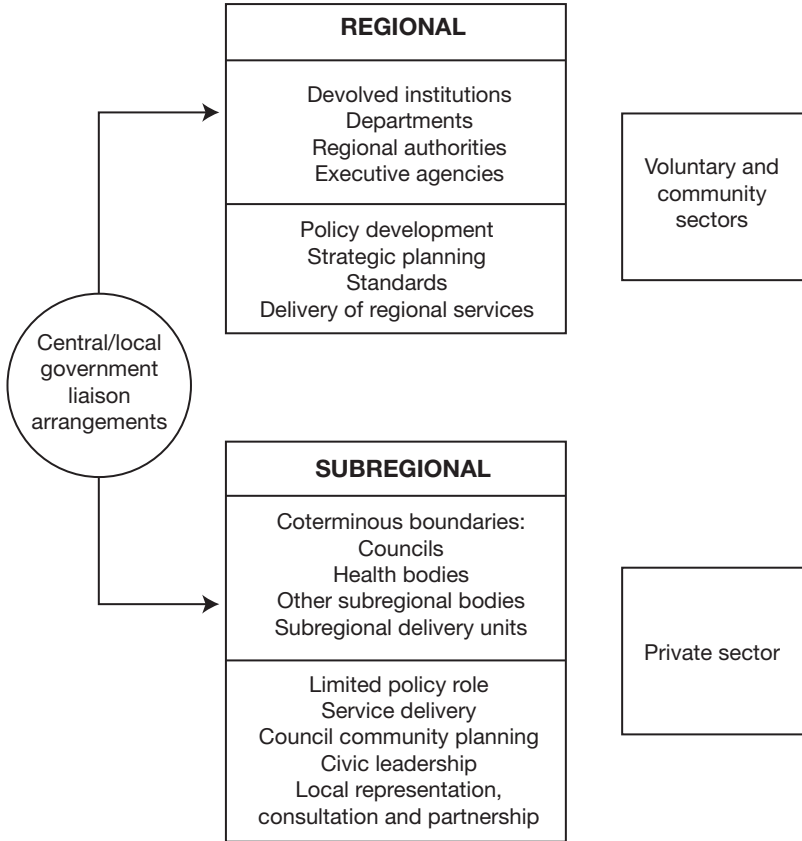 REGIONAL
Devolved institutions
Departments
Regional authorities
Executive agencies
Policy development
Strategic planning
Standards
Delivery of regional services
Voluntary and
community
sectors
Central/local
government
liaison
arrangements
SUBREGIONAL
Coterminous boundaries:
Councils
Health bodies
Other subregional bodies
Subregional delivery units
Limited policy role
Service delivery
Council community planning
Civic leadership
Local representation,
consultation and partnership
Private sector